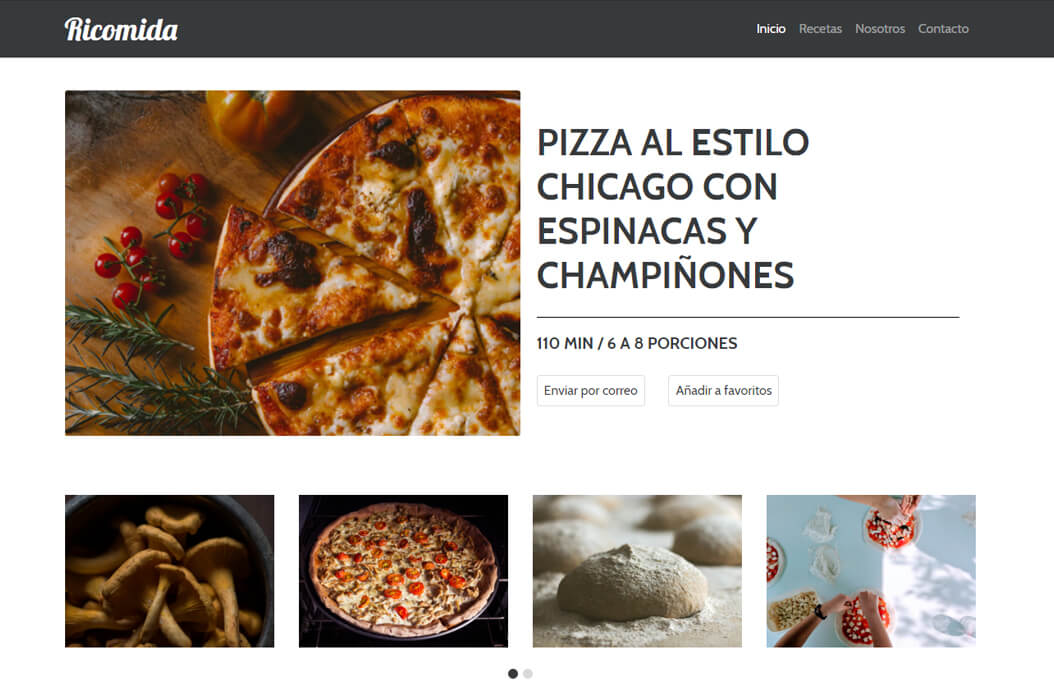 Ricomida
Inicio Recetas Nosotros Contacto
PIZZA AL ESTILO
CHICAGO CON
ESPINACAS Y
CHAMPIÑONES
110 MIN / 6 A 8 PORCIONES
Enviar por correo
Añadir a favoritos